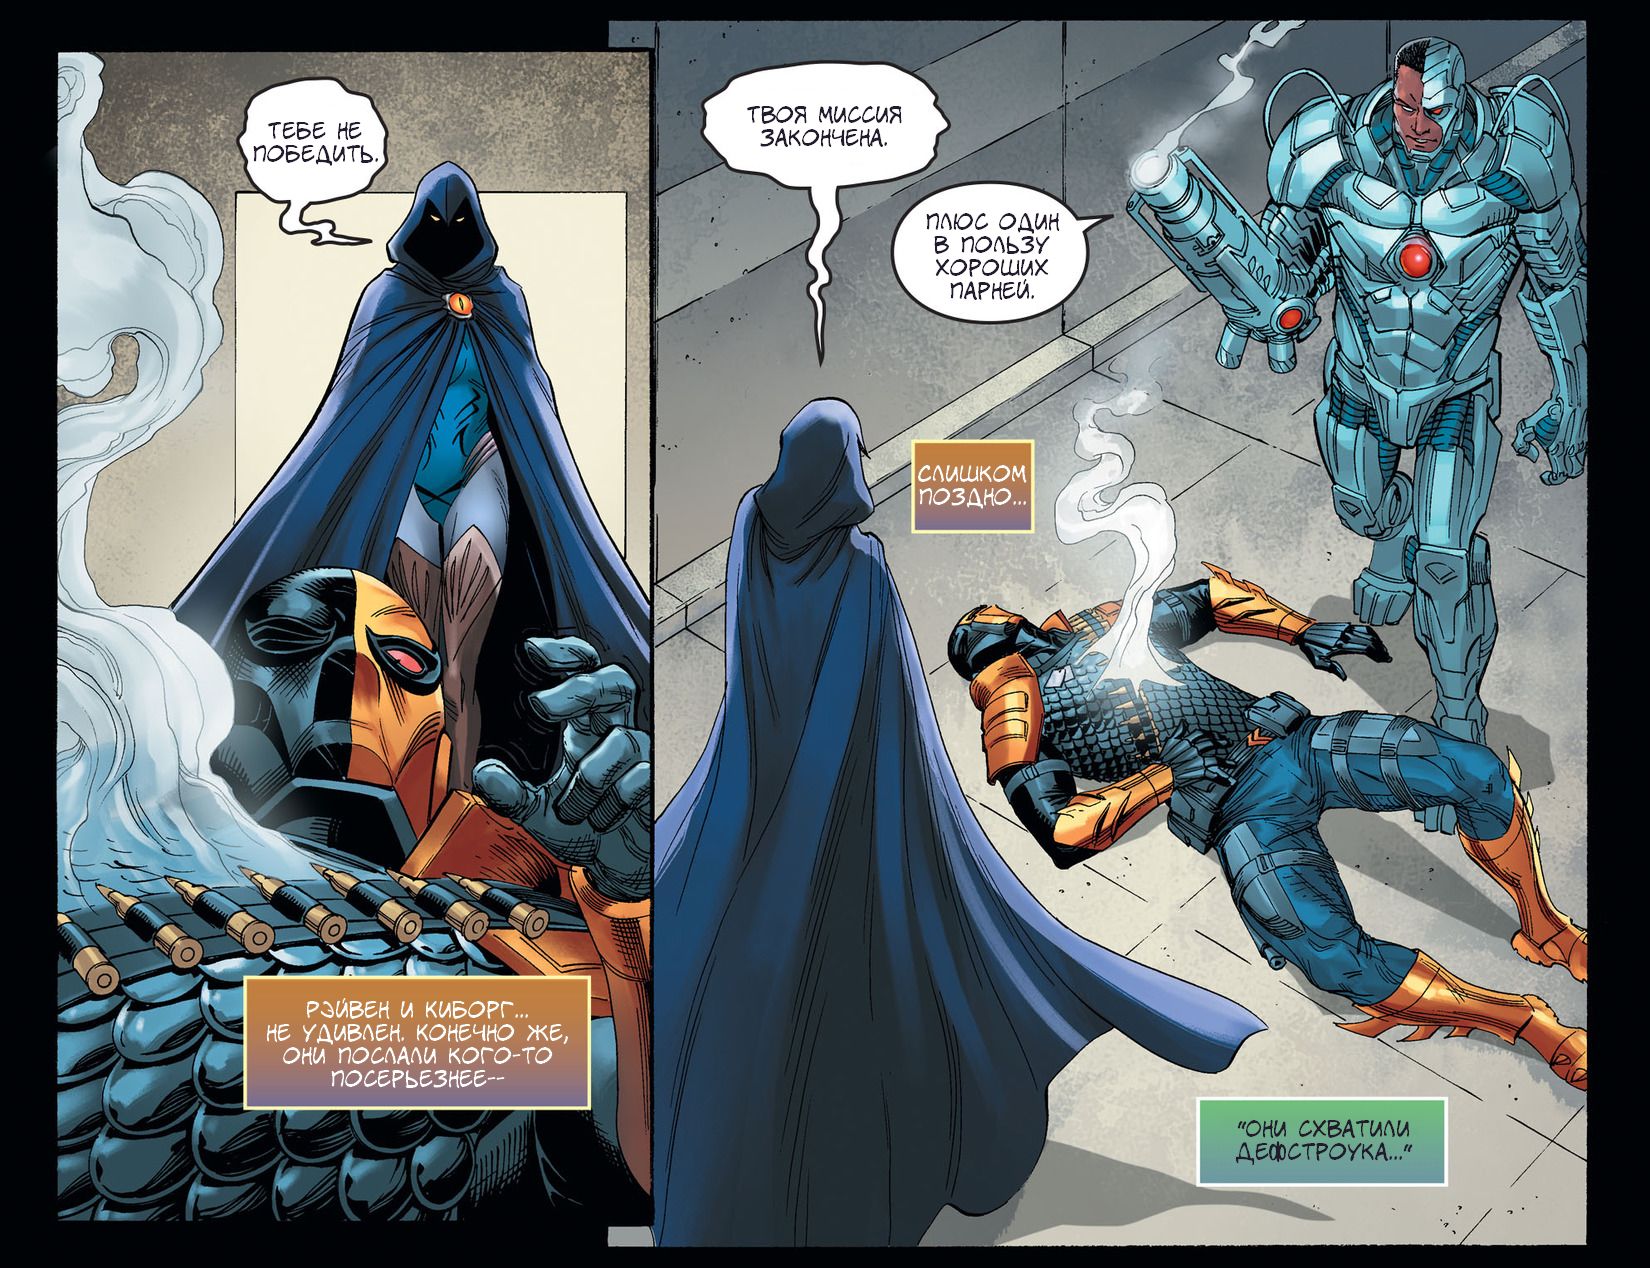 ТЕБЕ НЕ
ПОБЕДИТЬ.
РЭЙВЕН И КИБОРГ...
НЕ УДИВЛЕН. КОНЕЧНО ЖЕ,
ОНИ ПОСЛАЛИ КОГО-ТО
ПОСЕРЬЕЗНЕЕ--
ТВОЯ МИССИЯ
ЗАКОНЧЕНА.
ПЛЮС ОДИН
В ПОЛЬЗУ
ХОРОШИХ
ПАРНЕЙ.
СЛИШКОМ
ПОЗДНО...
"ОНИ СХВАТИЛИ
ДЕФСТРОУКА..."